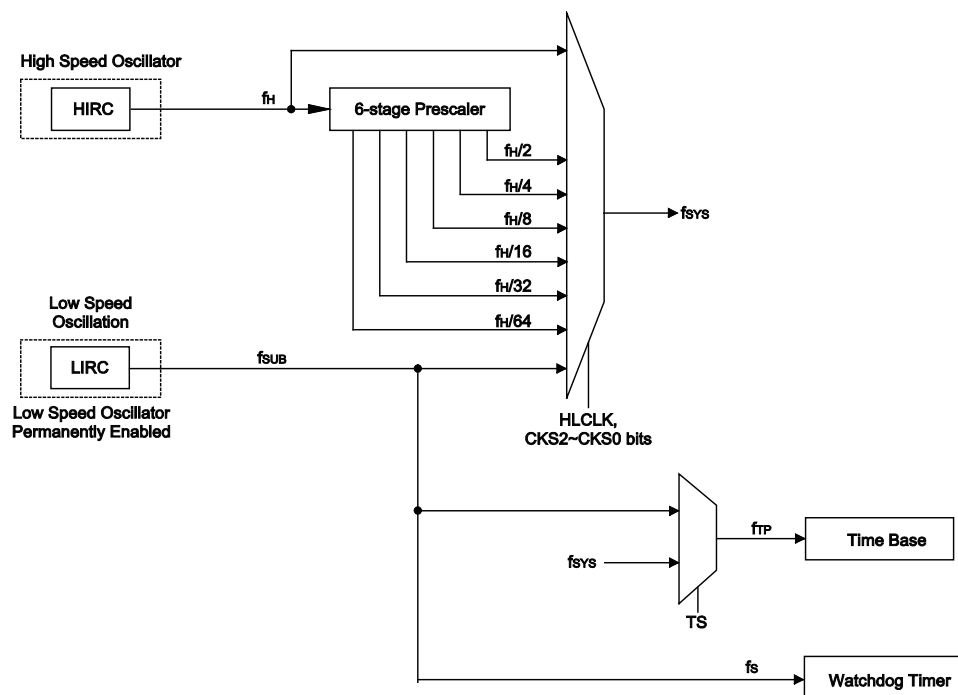 High Speed Oscillator
HIRC
fH
6-stage Prescaler
fH/2
fH/4
fH/8
fH/16
fH/32
fH/64
fSYS
Low Speed
Oscillation
LIRC
fSUB
Low Speed Oscillator
Permanently Enabled
HLCLK,
CKS2~CKS0 bits
fSYS
TS
fTP
Time Base
fS
Watchdog Timer